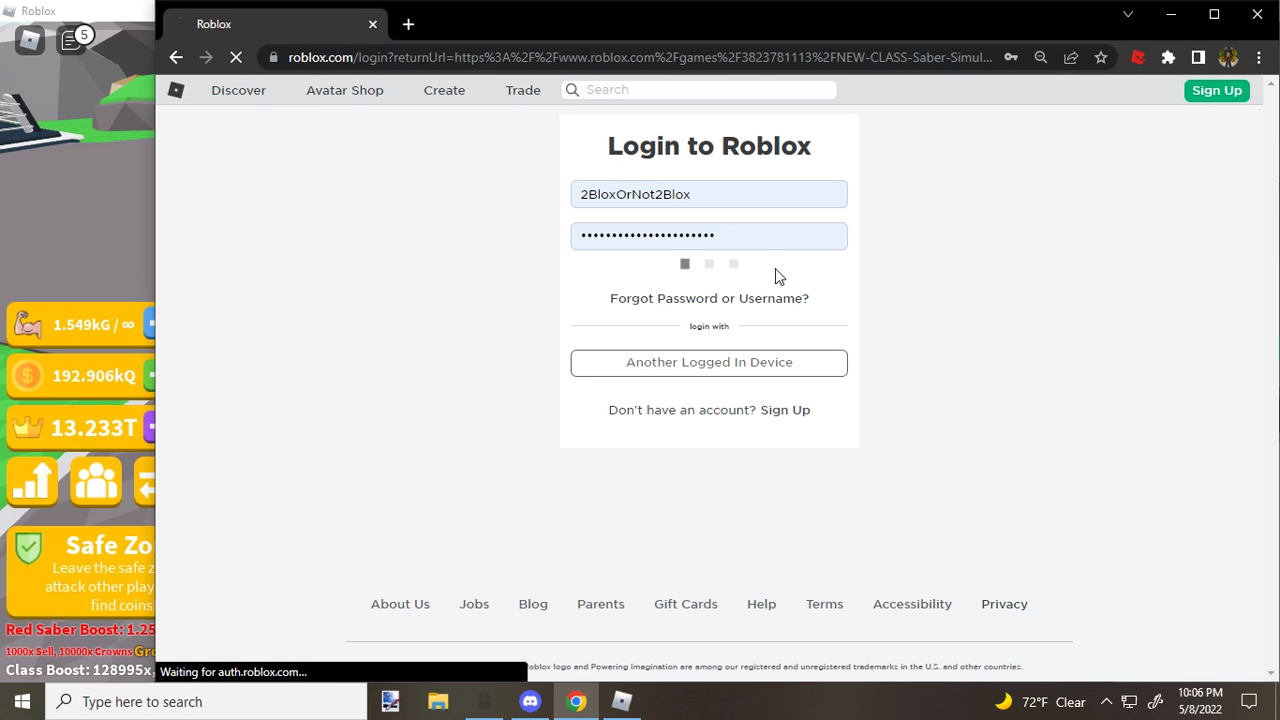 Roblox
5
1.549kG / ∞
192.906kQ
13.233T
Safe Zo
Leave the safe z
attack other play
find coins
Red Saber Boost: 1.25
1000x Sell, 10000x Crowns
Class Boost: 128995x,
Roblox
roblox.com/login?returnUrl=https%3A%2F%2Fwww.roblox.com%2Fgames%2F3823781113%2FNEW-CLASS-Saber-Simul...
Discover Avatar Shop Create Trade Search Sign Up
Login to Roblox
2BloxOrNot2Blox
••••••••••••••••••••••
Forgot Password or Username?
login with
Another Logged In Device
Don't have an account? Sign Up
About Us Jobs Blog Parents Gift Cards Help Terms Accessibility Privacy
Waiting for auth.roblox.com...
oblox logo and Powering Imagination are among our registered and unregistered trademarks in the U.S. and other countries.
Type here to search
72°F Clear
10:06 PM
5/8/2022